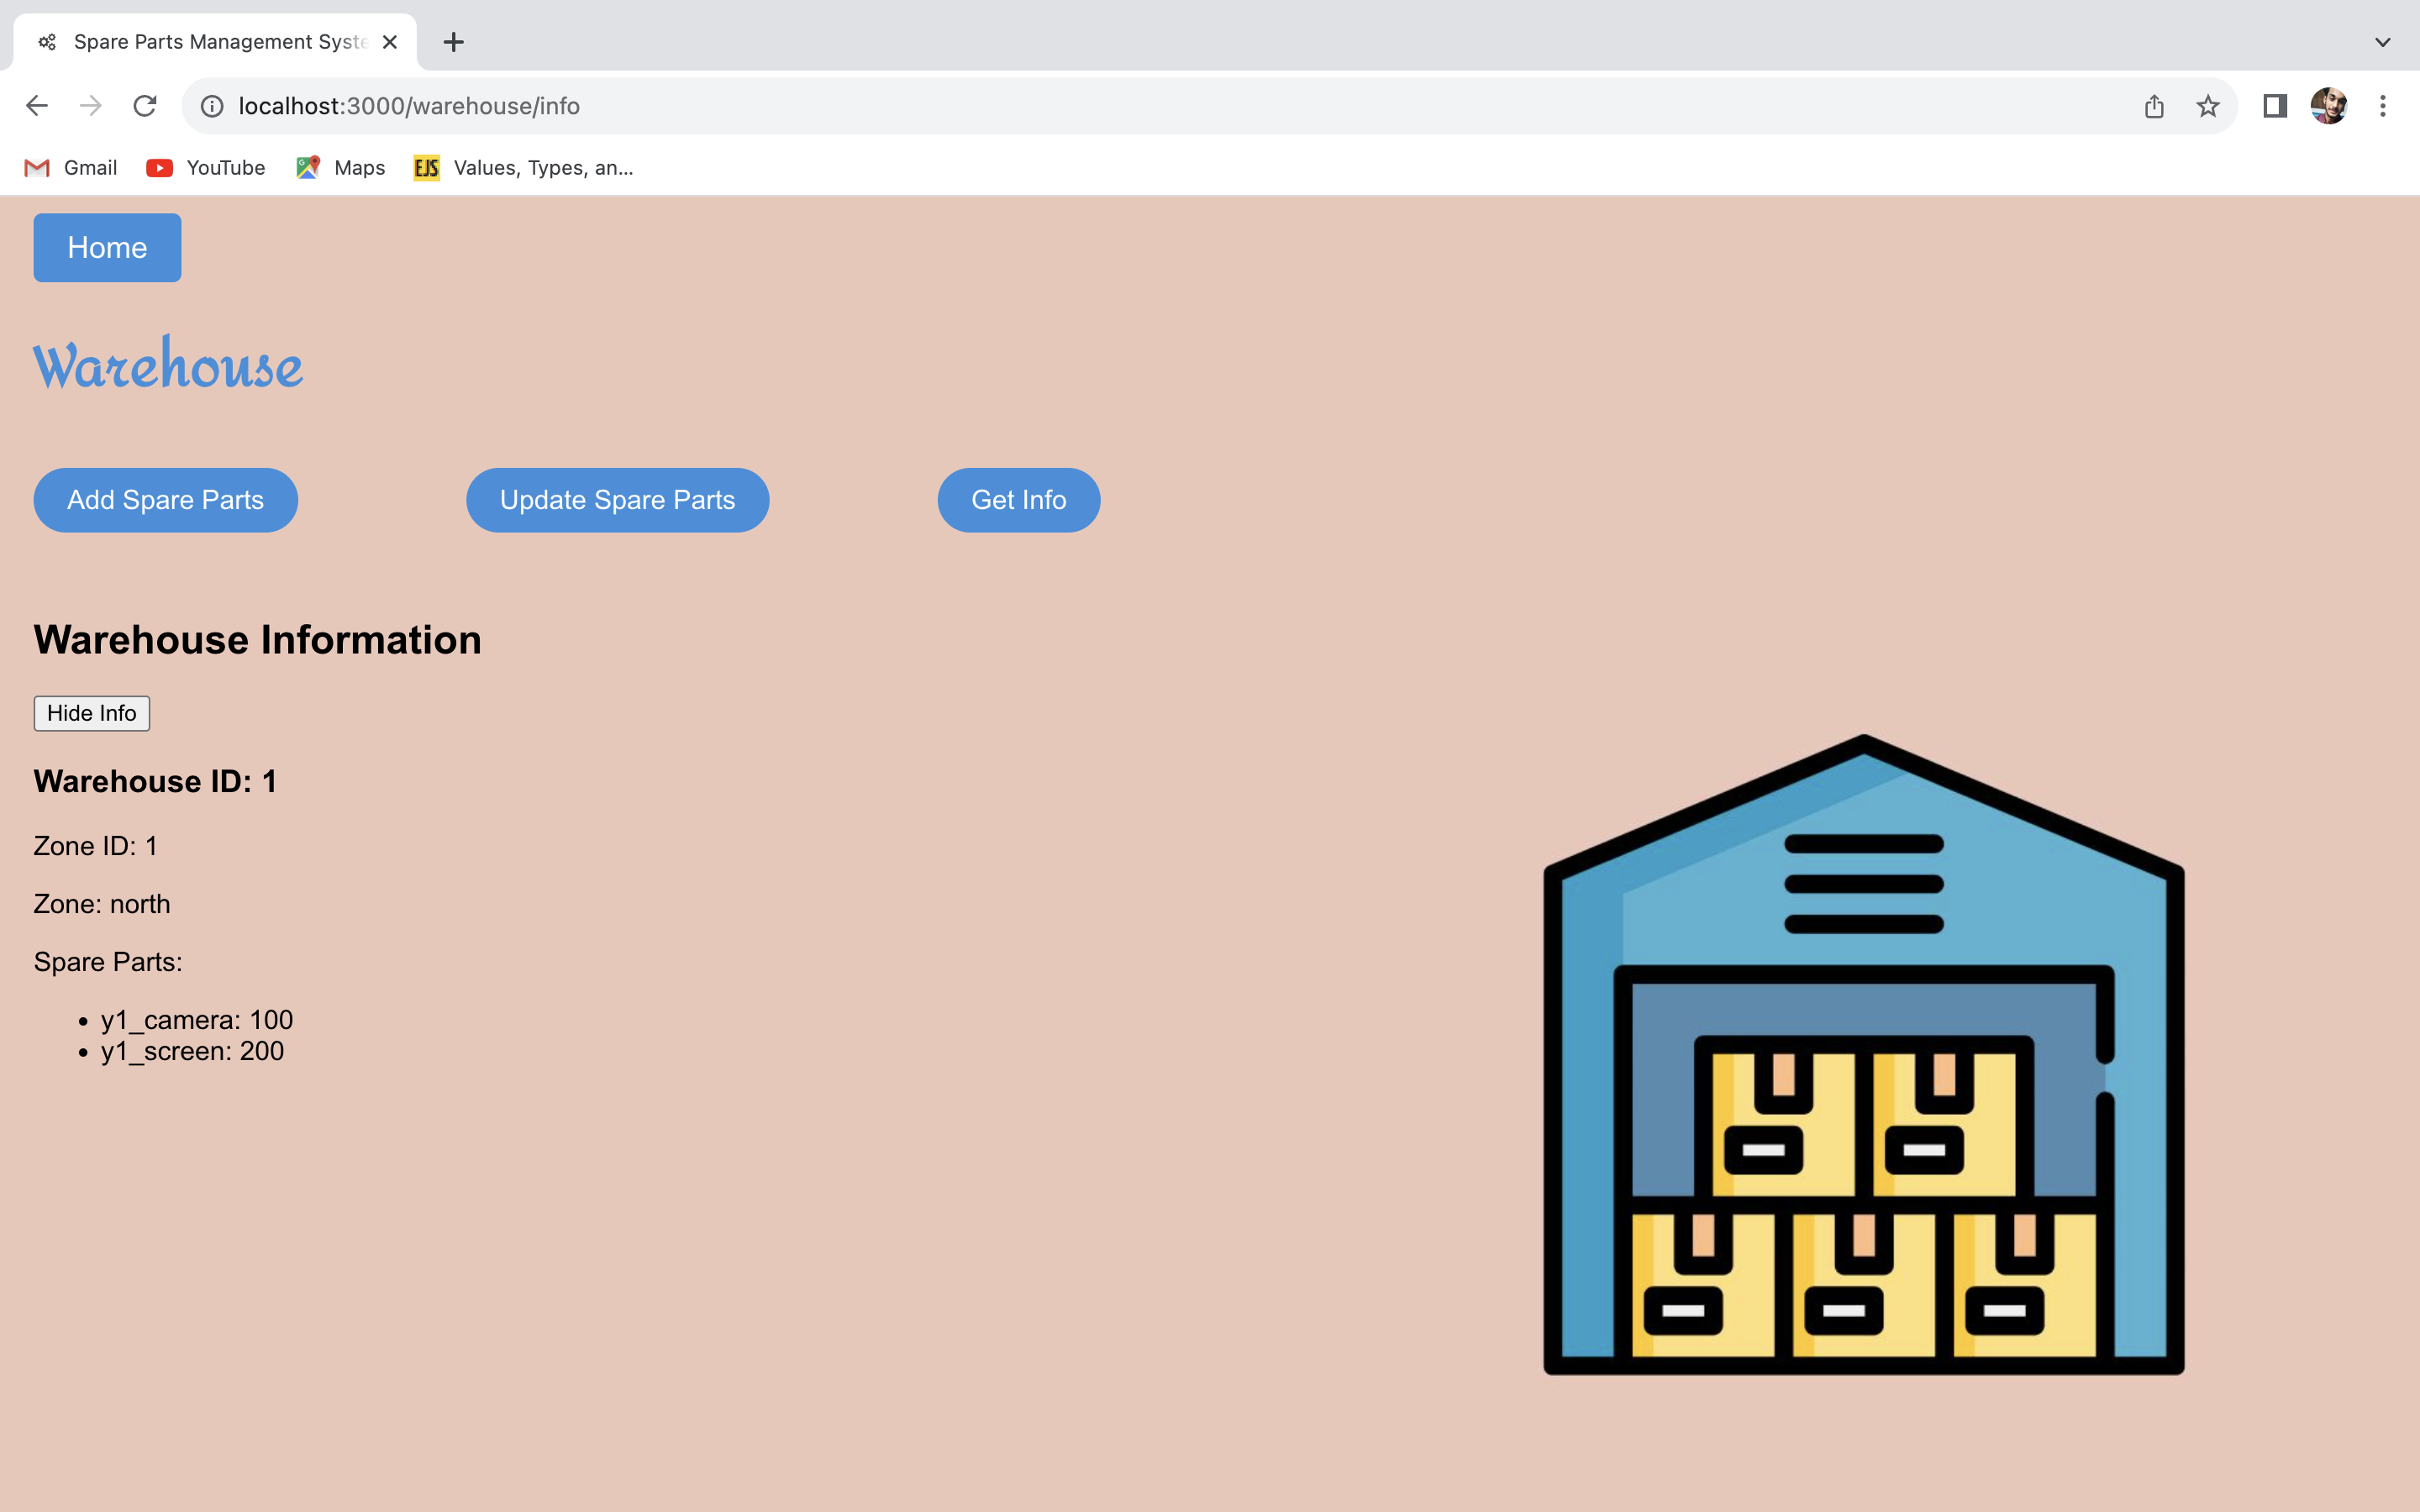 Spare Parts Management Syste
localhost:3000/warehouse/info
Gmail YouTube Maps EJS Values, Types, an...
Home
Warehouse
Add Spare Parts Update Spare Parts Get Info
Warehouse Information
Hide Info
Warehouse ID: 1
Zone ID: 1
Zone: north
Spare Parts:
• y1_camera: 100
• y1_screen: 200